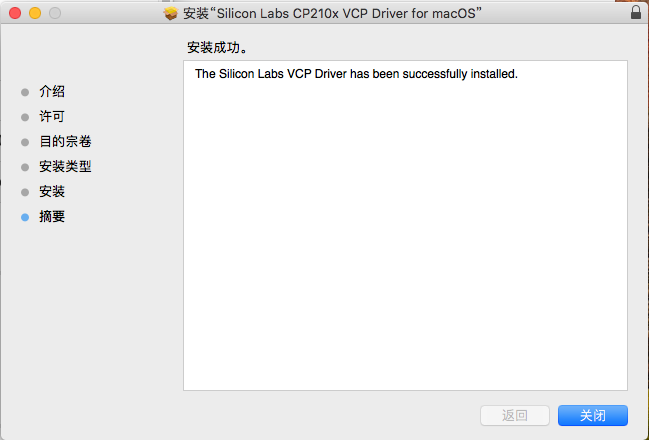 安装“Silicon Labs CP210x VCP Driver for macOS”
安装成功。
The Silicon Labs VCP Driver has been successfully installed.
介绍
许可
目的宗卷
安装类型
安装
摘要
返回
关闭